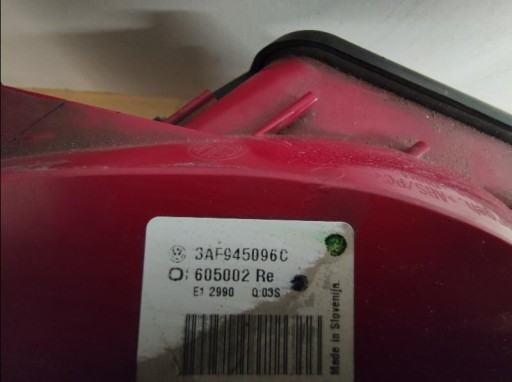 3AF945096C
605002 Re
E1 2990 Q:03S
Made in Slovenija